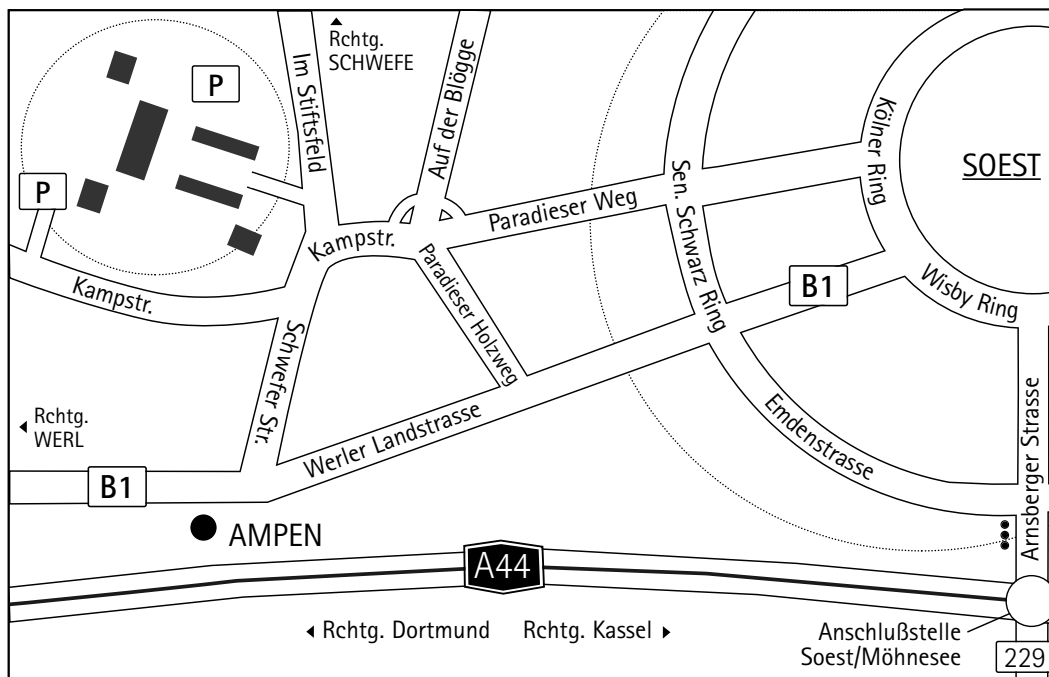 Rchtg.
SCHWEFE
P
P
Im Stiftsfeld
Auf der Blögge
Kölner Ring
SOEST
Sen. Schwarz Ring
Paradieser Weg
Kampstr.
Kampstr.
Paradieser Holzweg
B1
Wisby Ring
Schwefer Str.
Rchtg.
WERL
Werler Landstrasse
Emdenstrasse
Arnsberger Strasse
B1
AMPEN
A44
Rchtg. Dortmund
Rchtg. Kassel
Anschlußstelle
Soest/Möhnesee
229